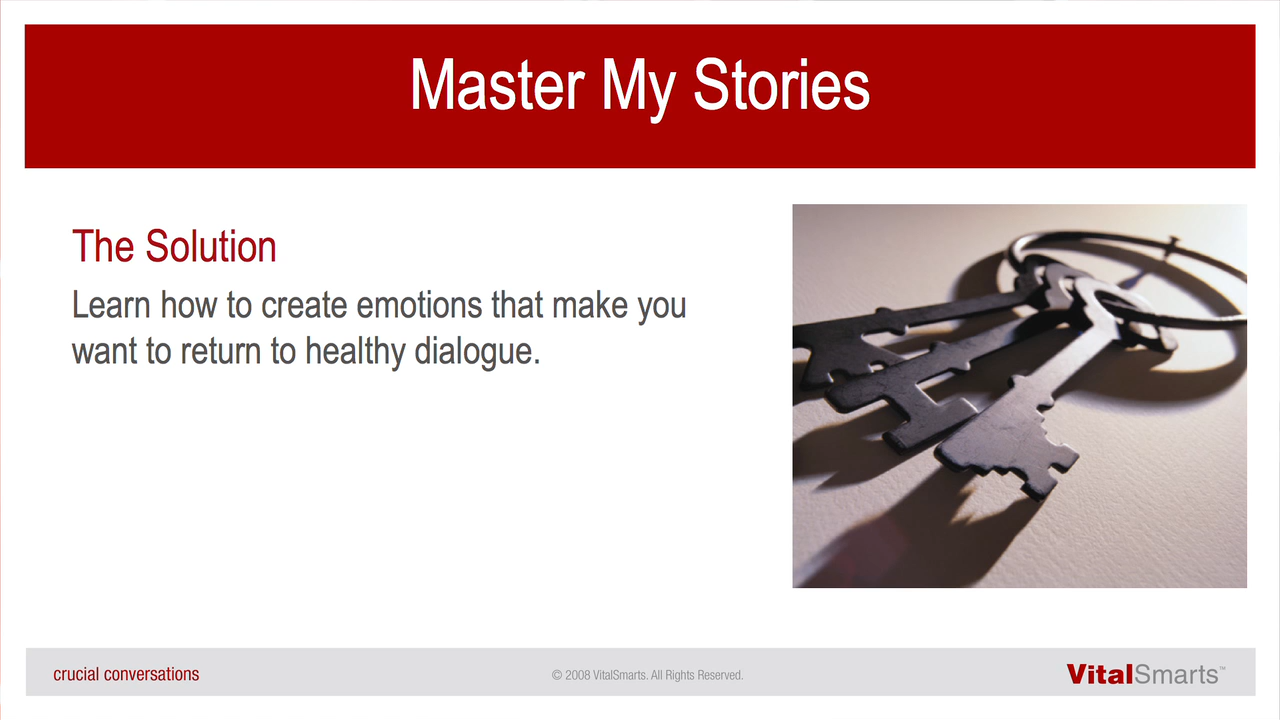 Master My Stories
The Solution
Learn how to create emotions that make you
want to return to healthy dialogue.
crucial conversations
© 2008 VitalSmarts. All Rights Reserved.
VitalSmarts™